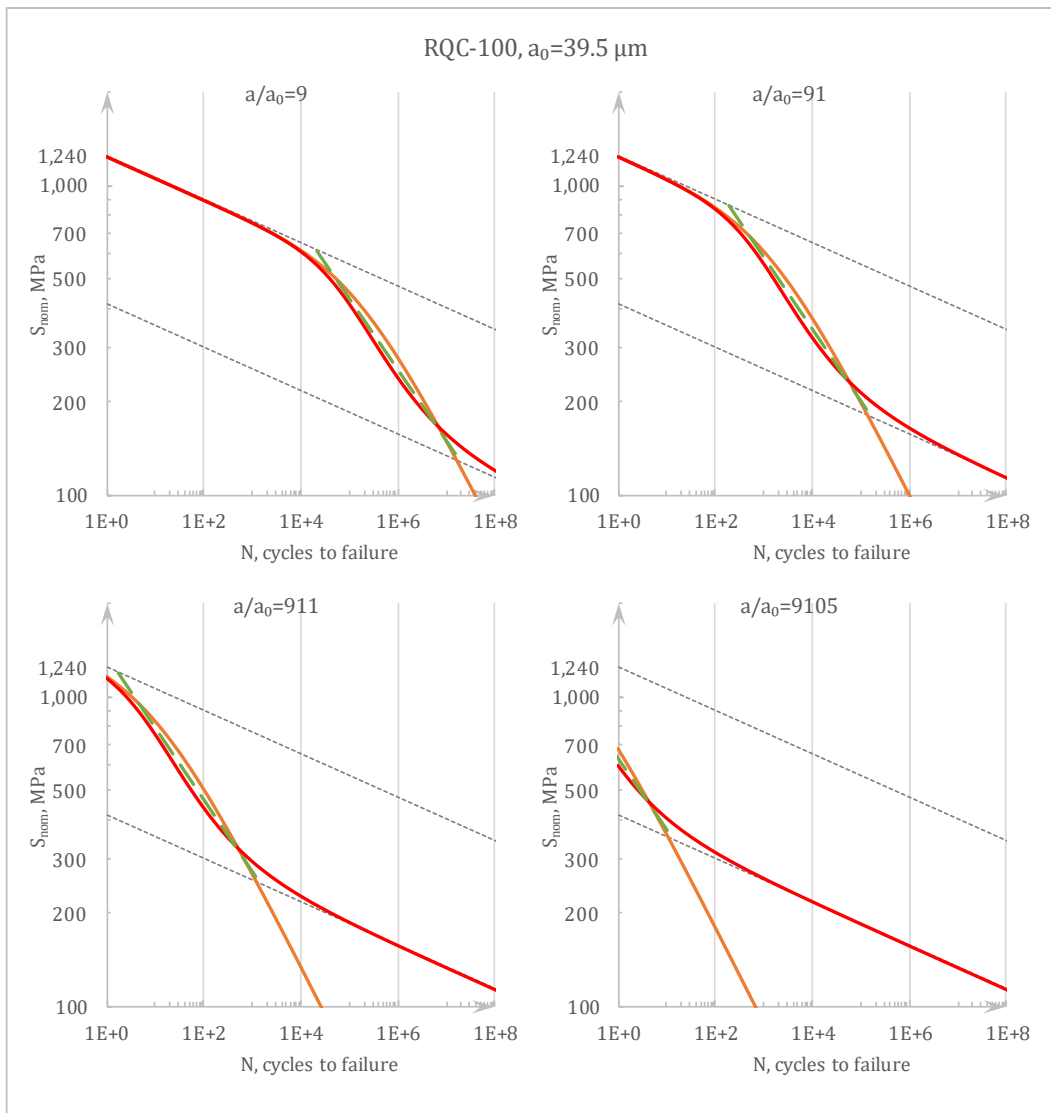 RQC-100, a₀=39.5 μm
a/a₀=9
1,240
1,000
700
500
300
200
100
S_nom, MPa
1E+0 1E+2 1E+4 1E+6 1E+8
N, cycles to failure
a/a₀=91
1,240
1,000
700
500
300
200
100
S_nom, MPa
1E+0 1E+2 1E+4 1E+6 1E+8
N, cycles to failure
a/a₀=911
1,240
1,000
700
500
300
200
100
S_nom, MPa
1E+0 1E+2 1E+4 1E+6 1E+8
N, cycles to failure
a/a₀=9105
1,240
1,000
700
500
300
200
100
S_nom, MPa
1E+0 1E+2 1E+4 1E+6 1E+8
N, cycles to failure